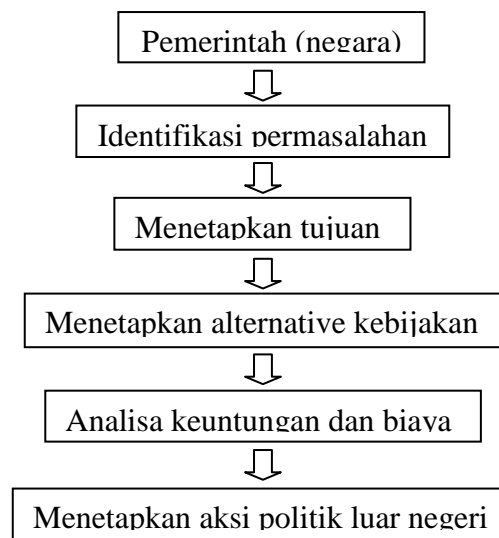 Pemerintah (negara)
Identifikasi permasalahan
Menetapkan tujuan
Menetapkan alternative kebijakan
Analisa keuntungan dan biaya
Menetapkan aksi politik luar negeri